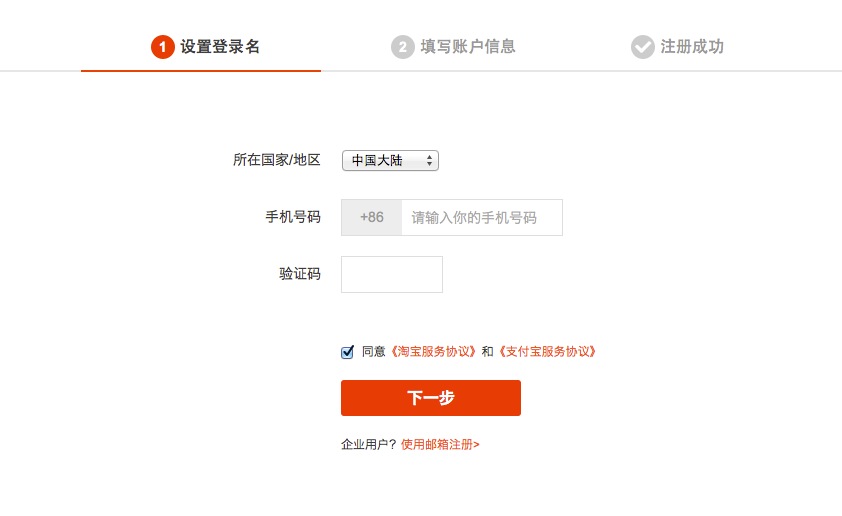 1 设置登录名 2 填写账户信息 注册成功
所在国家/地区 中国大陆
手机号码 +86 请输入你的手机号码
验证码
同意《淘宝服务协议》和《支付宝服务协议》
下一步
企业用户? 使用邮箱注册>